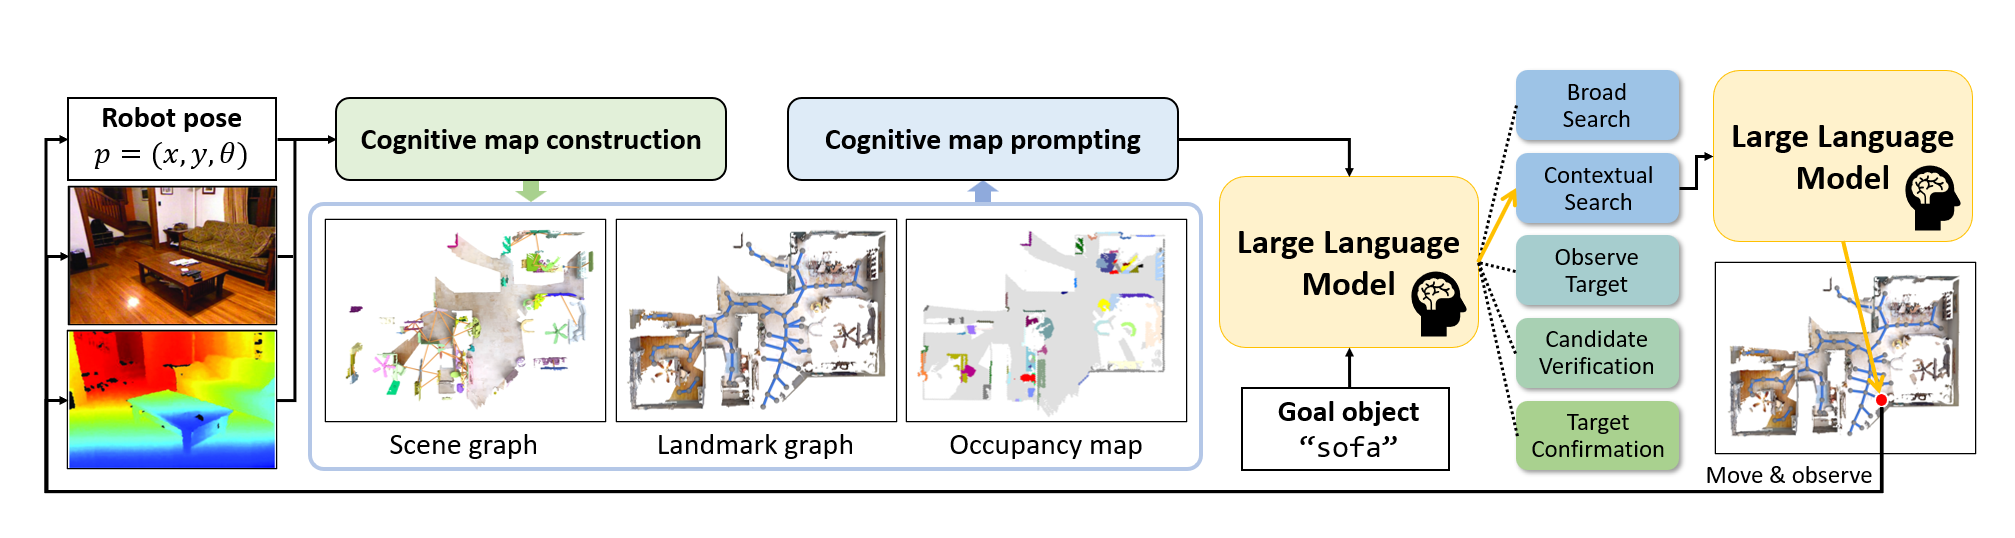 Robot pose
p = (x, y, θ)
Cognitive map construction
Cognitive map prompting
Scene graph
Landmark graph
Occupancy map
Large Language
Model
Goal object
“sofa”
Broad
Search
Contextual
Search
Observe
Target
Candidate
Verification
Target
Confirmation
Large Language
Model
Move & observe